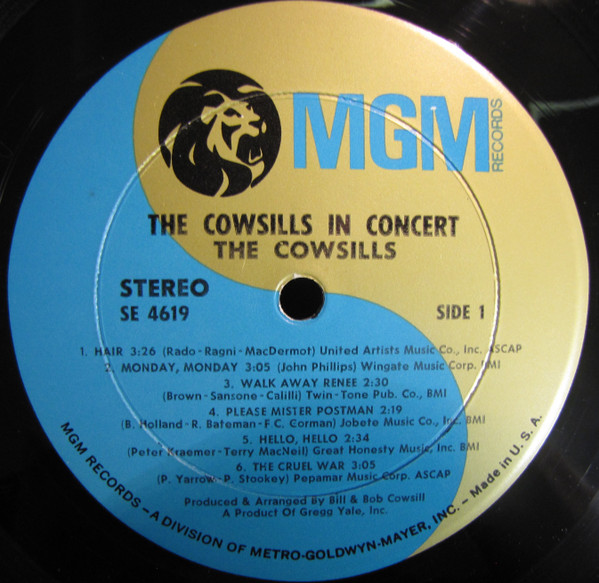 MGM
RECORDS
THE COWSILLS IN CONCERT
THE COWSILLS
STEREO
SE 4619
SIDE 1
1. HAIR 3:26 (Rado - Ragni - MacDermot) United Artists Music Co., Inc. ASCAP
2. MONDAY, MONDAY 3:05 (John Phillips) Wingate Music Corp. BMI
3. WALK AWAY RENEE 2:30
(Brown - Sansone - Calilli) Twin - Tone Pub. Co., BMI
4. PLEASE MISTER POSTMAN 2:19
(B. Holland - R. Bateman - F C. Corman) Jobete Music Co., Inc. BMI
5. HELLO, HELLO 2:34
(Peter Kraemer - Terry MacNeil) Great Honesty Music, Inc. BMI
6. THE CRUEL WAR 3:05
(P. Yarrow - P. Stookey) Pepamar Music Corp. ASCAP
Produced & Arranged By Bill & Bob Cowsill
A Product Of Gregg Yale, Inc.
MGM RECORDS – A DIVISION OF METRO-GOLDWYN-MAYER, INC. – Made in U. S. A.